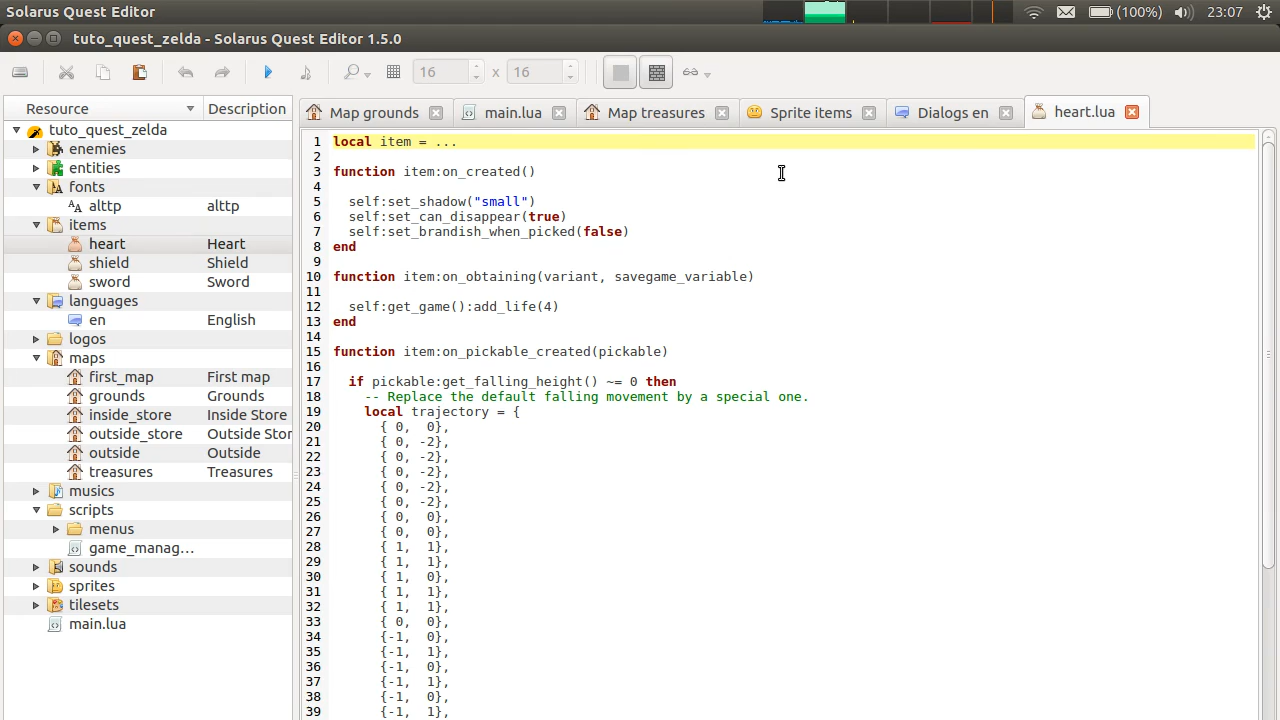 Solarus Quest Editor
(100%) 23:07
tuto_quest_zelda - Solarus Quest Editor 1.5.0
16 x 16
Resource Description
Map grounds main.lua Map treasures Sprite items Dialogs en heart.lua
tuto_quest_zelda
enemies
entities
fonts
alttp alttp
items
heart Heart
shield Shield
sword Sword
languages
en English
logos
maps
first_map First map
grounds Grounds
inside_store Inside Store
outside_store Outside Stor
outside Outside
treasures Treasures
musics
scripts
menus
game_manag...
sounds
sprites
tilesets
main.lua
1 local item = ...
2
3 function item:on_created()
4
5 self:set_shadow("small")
6 self:set_can_disappear(true)
7 self:set_brandish_when_picked(false)
8 end
9
10 function item:on_obtaining(variant, savegame_variable)
11
12 self:get_game():add_life(4)
13 end
14
15 function item:on_pickable_created(pickable)
16
17 if pickable:get_falling_height() ~= 0 then
18 -- Replace the default falling movement by a special one.
19 local trajectory = {
20 { 0, 0},
21 { 0, -2},
22 { 0, -2},
23 { 0, -2},
24 { 0, -2},
25 { 0, -2},
26 { 0, 0},
27 { 0, 0},
28 { 1, 1},
29 { 1, 1},
30 { 1, 0},
31 { 1, 1},
32 { 1, 1},
33 { 0, 0},
34 {-1, 0},
35 {-1, 1},
36 {-1, 0},
37 {-1, 1},
38 {-1, 0},
39 {-1, 1},